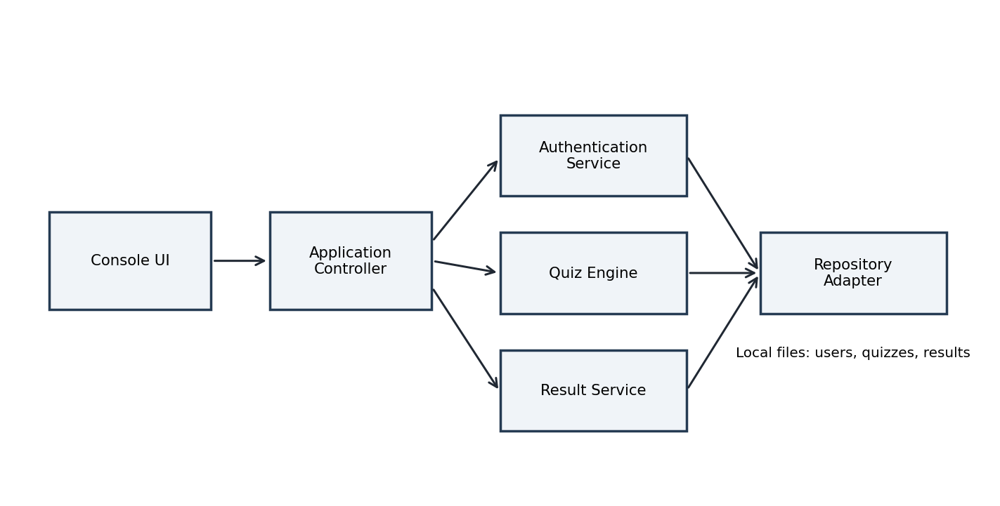 Console UI
Application
Controller
Authentication
Service
Quiz Engine
Result Service
Repository
Adapter
Local files: users, quizzes, results